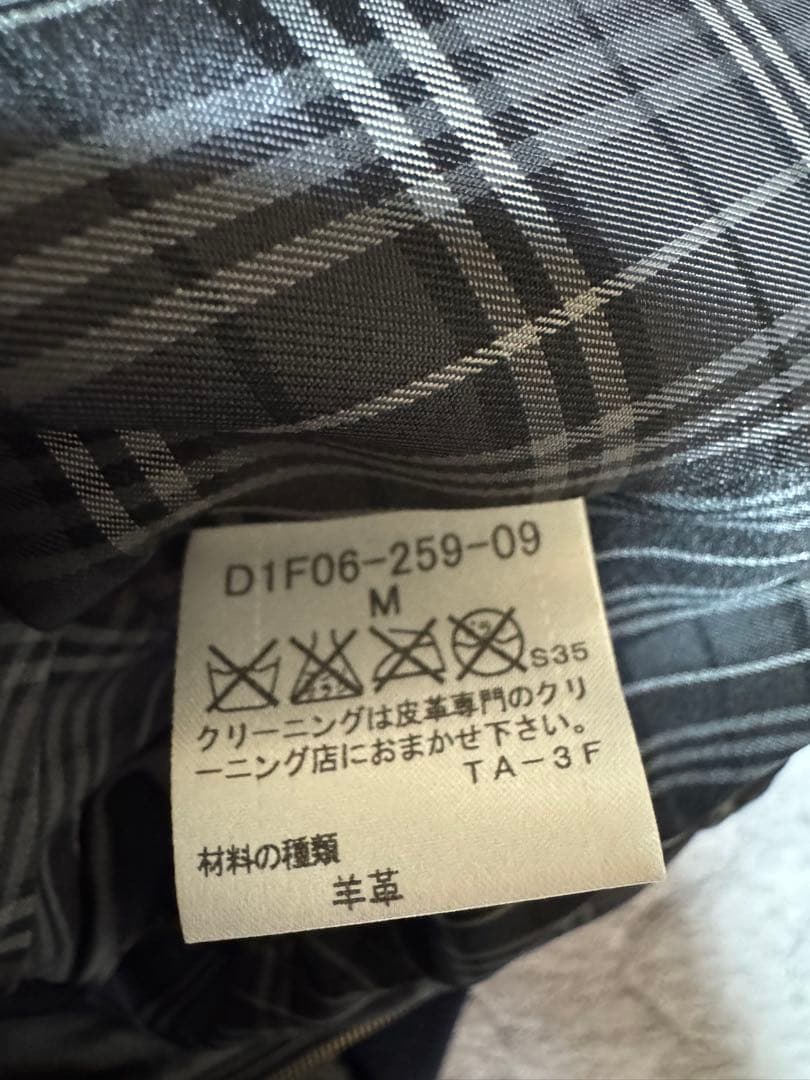 D1F06-259-09
M
S35
クリーニングは皮革専門のクリ
ーニング店におまかせ下さい。
TA-3F
材料の種類
羊革